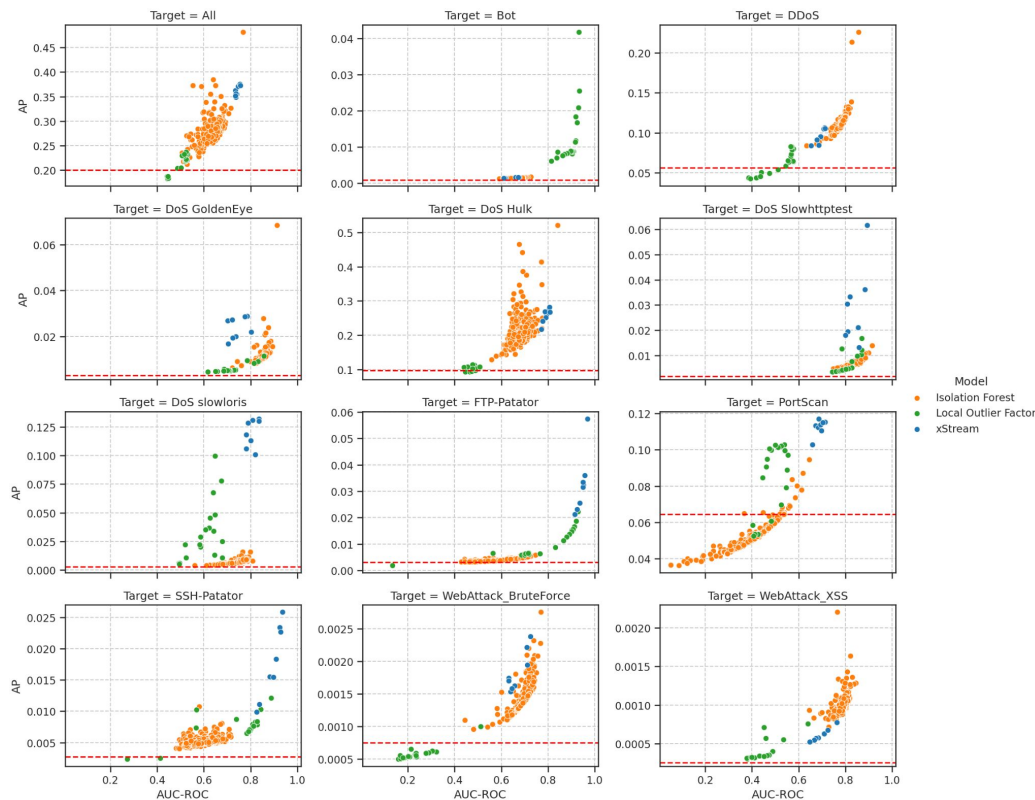 Target = All
Target = Bot
Target = DDoS
AP
0.45
0.40
0.35
0.30
0.25
0.20
0.04
0.03
0.02
0.01
0.00
0.20
0.15
0.10
0.05
Target = DoS GoldenEye
Target = DoS Hulk
Target = DoS Slowhttptest
AP
0.06
0.04
0.02
0.5
0.4
0.3
0.2
0.1
0.06
0.05
0.04
0.03
0.02
0.01
Target = DoS slowloris
Target = FTP-Patator
Target = PortScan
AP
0.125
0.100
0.075
0.050
0.025
0.000
0.06
0.05
0.04
0.03
0.02
0.01
0.00
0.12
0.10
0.08
0.06
0.04
Model
Isolation Forest
Local Outlier Factor
xStream
Target = SSH-Patator
Target = WebAttack_BruteForce
Target = WebAttack_XSS
AP
0.025
0.020
0.015
0.010
0.005
0.0025
0.0020
0.0015
0.0010
0.0005
0.0020
0.0015
0.0010
0.0005
0.2 0.4 0.6 0.8 1.0
0.2 0.4 0.6 0.8 1.0
0.2 0.4 0.6 0.8 1.0
AUC-ROC
AUC-ROC
AUC-ROC